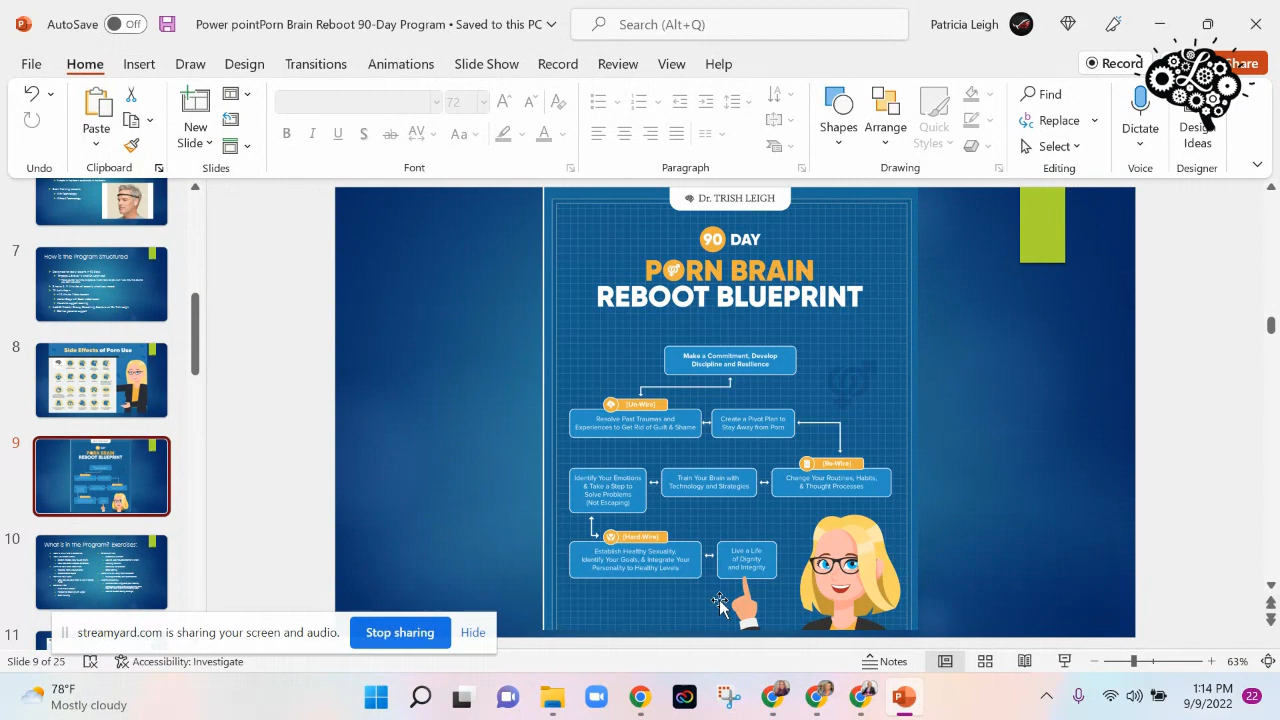 AutoSave
Off
Power pointPorn Brain Reboot 90-Day Program • Saved to this PC
Search (Alt+Q)
Patricia Leigh
File
Home
Insert
Draw
Design
Transitions
Animations
Slide Show
Record
Review
View
Help
Record
Share
Paste
New
Slide
72
Shapes
Arrange
Quick
Styles
Find
Replace
Select
Dictate
Design
Ideas
Undo
Clipboard
Slides
Font
Paragraph
Drawing
Editing
Voice
Designer
How is the Program Structured
8
Side Effects of Porn Use
PORN BRAIN
REBOOT BLUEPRINT
10
What is in the Program? Exercises:
11
Dr. TRISH LEIGH
90 DAY
PORN BRAIN
REBOOT BLUEPRINT
Make a Commitment, Develop
Discipline and Resilience
[Un-Wire]
Resolve Past Traumas and
Experiences to Get Rid of Guilt & Shame
Create a Pivot Plan to
Stay Away from Porn
[Re-Wire]
Identify Your Emotions
& Take a Step to
Solve Problems
(Not Escaping)
Train Your Brain with
Technology and Strategies
Change Your Routines, Habits,
& Thought Processes
[Hard-Wire]
Establish Healthy Sexuality,
Identify Your Goals, & Integrate Your
Personality to Healthy Levels
Live a Life
of Dignity
and Integrity
streamyard.com is sharing your screen and audio.
Stop sharing
Hide
Slide 9 of 25
Accessibility: Investigate
Notes
63%
78°F
Mostly cloudy
1:14 PM
9/9/2022
22